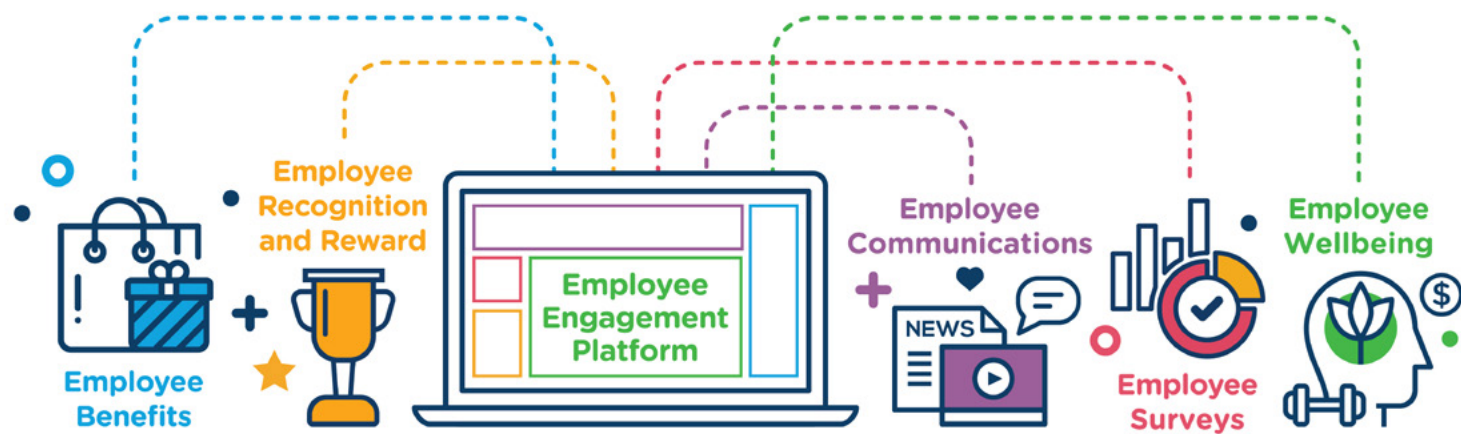 Employee
Benefits
Employee
Recognition
and Reward
Employee
Engagement
Platform
Employee
Communications
NEWS
Employee
Surveys
Employee
Wellbeing
$